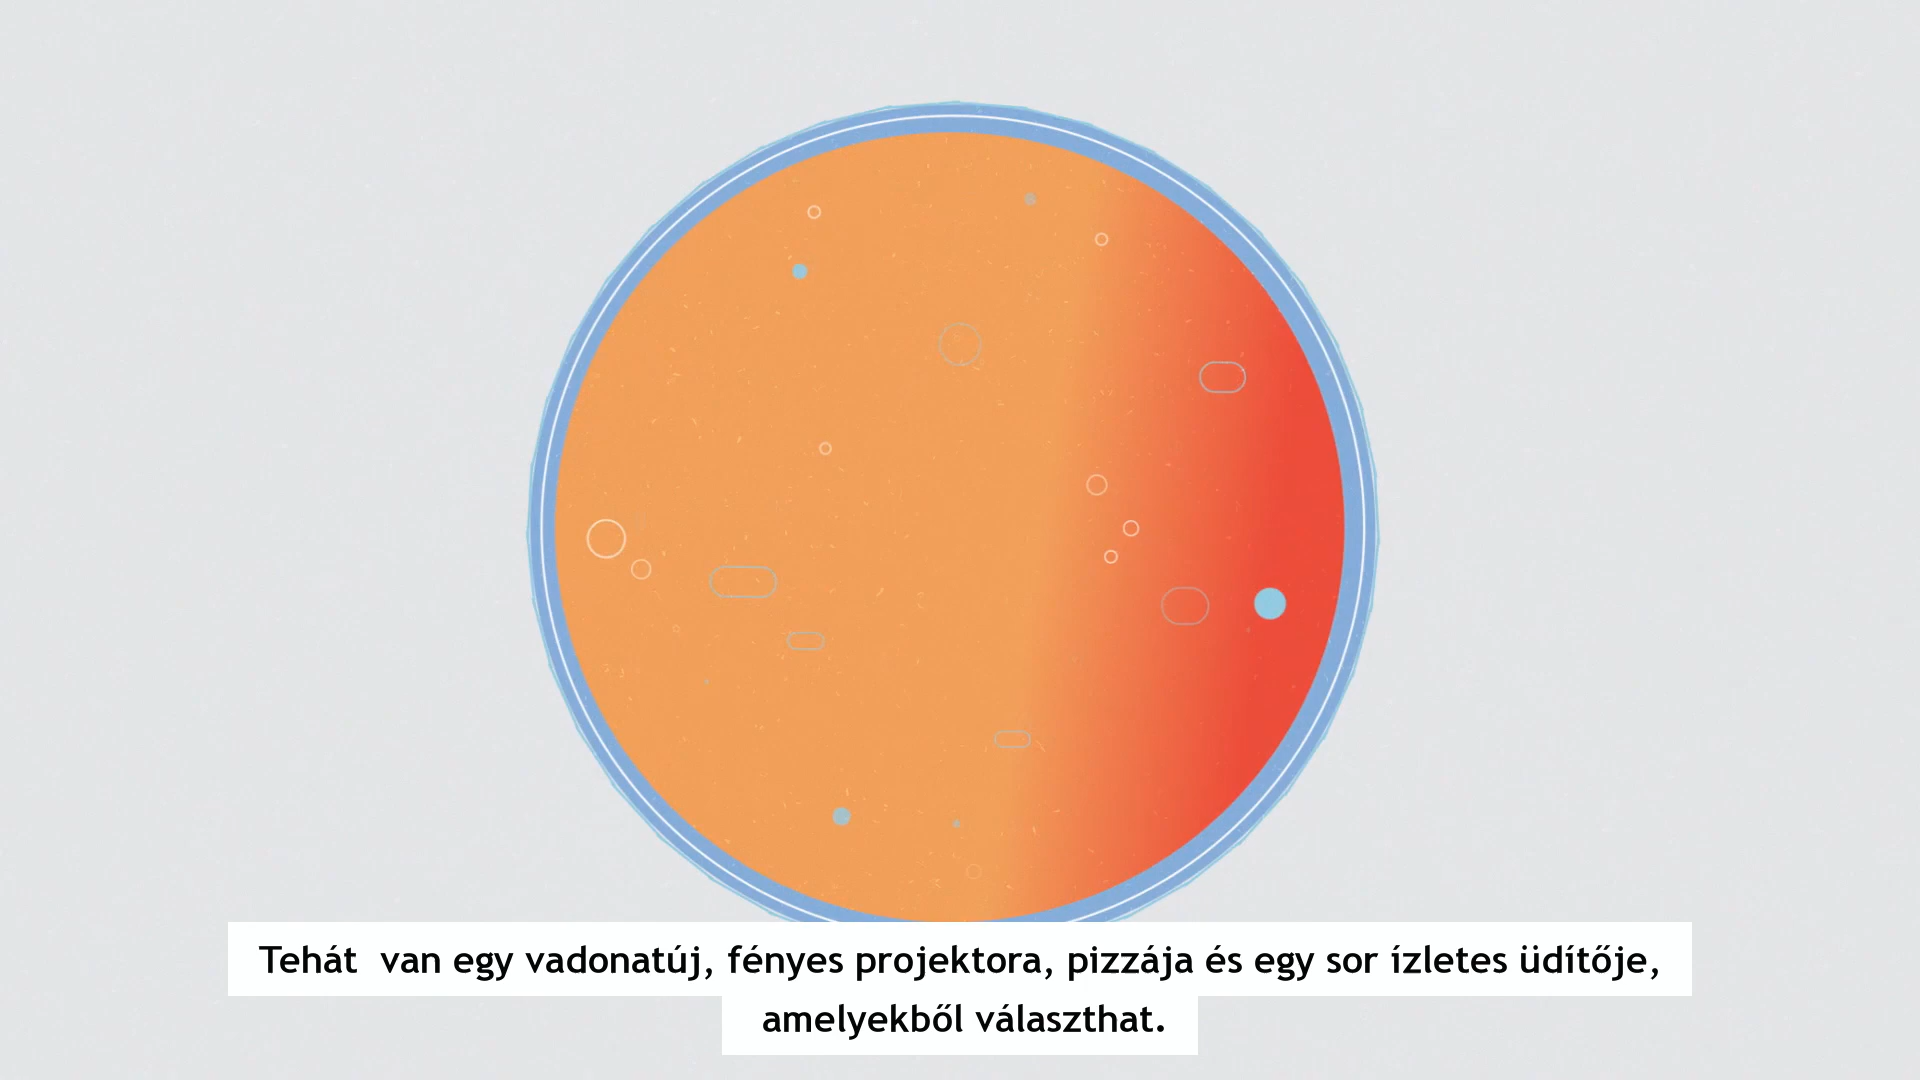 Tehát  van egy vadonatúj, fényes projektora, pizzája és egy sor ízletes üdítője,
amelyekből választhat.